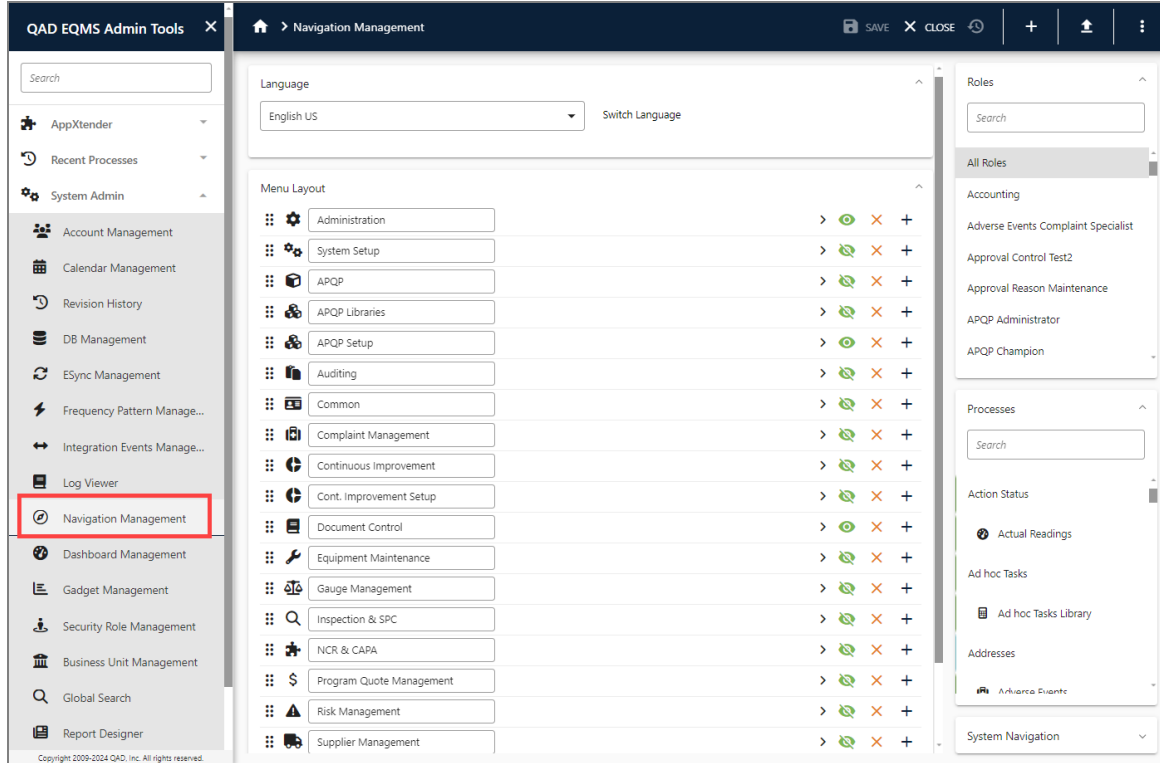 QAD EQMS Admin Tools
Navigation Management
SAVE
CLOSE
Search
AppXtender
Recent Processes
System Admin
Account Management
Calendar Management
Revision History
DB Management
ESync Management
Frequency Pattern Manage...
Integration Events Manage...
Log Viewer
Navigation Management
Dashboard Management
Gadget Management
Security Role Management
Business Unit Management
Global Search
Report Designer
Copyright 2009-2024 QAD, Inc. All rights reserved.
Language
English US
Switch Language
Menu Layout
Administration
System Setup
APQP
APQP Libraries
APQP Setup
Auditing
Common
Complaint Management
Continuous Improvement
Cont. Improvement Setup
Document Control
Equipment Maintenance
Gauge Management
Inspection & SPC
NCR & CAPA
Program Quote Management
Risk Management
Supplier Management
Roles
Search
All Roles
Accounting
Adverse Events Complaint Specialist
Approval Control Test2
Approval Reason Maintenance
APQP Administrator
APQP Champion
Processes
Search
Action Status
Actual Readings
Ad hoc Tasks
Ad hoc Tasks Library
Addresses
Adverse Events
System Navigation